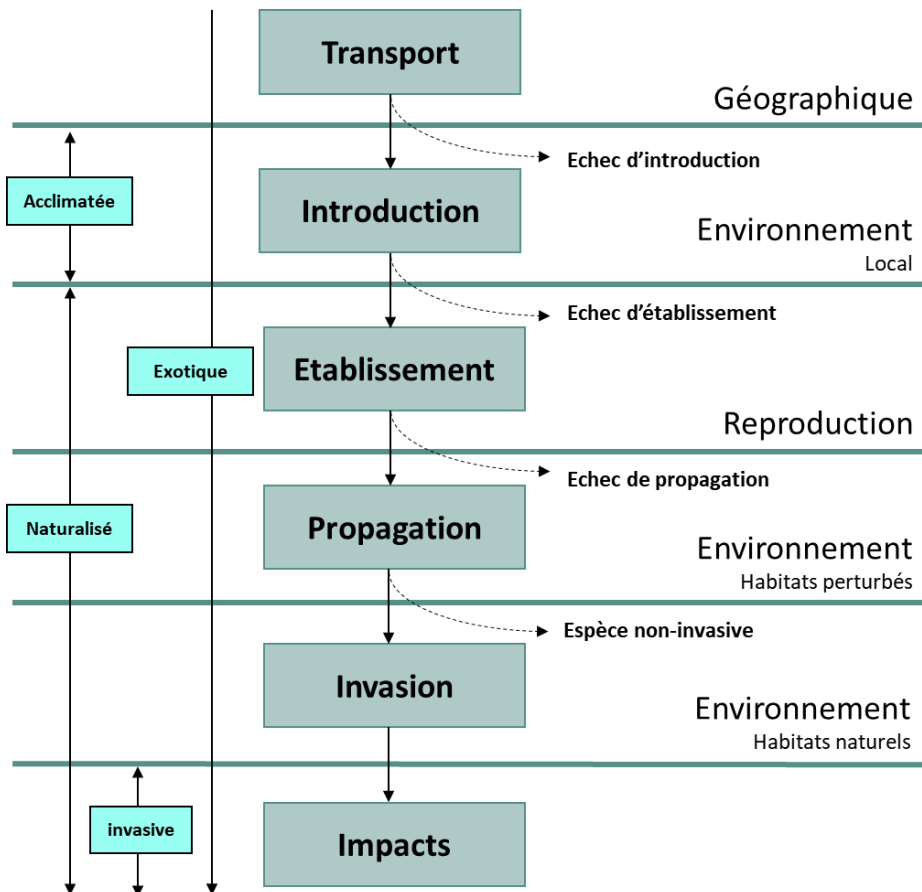 Transport
Géographique
Echec d’introduction
Acclimatée
Introduction
Environnement
Local
Echec d’établissement
Exotique
Etablissement
Reproduction
Echec de propagation
Naturalisé
Propagation
Environnement
Habitats perturbés
Espèce non-invasive
Invasion
Environnement
Habitats naturels
invasive
Impacts